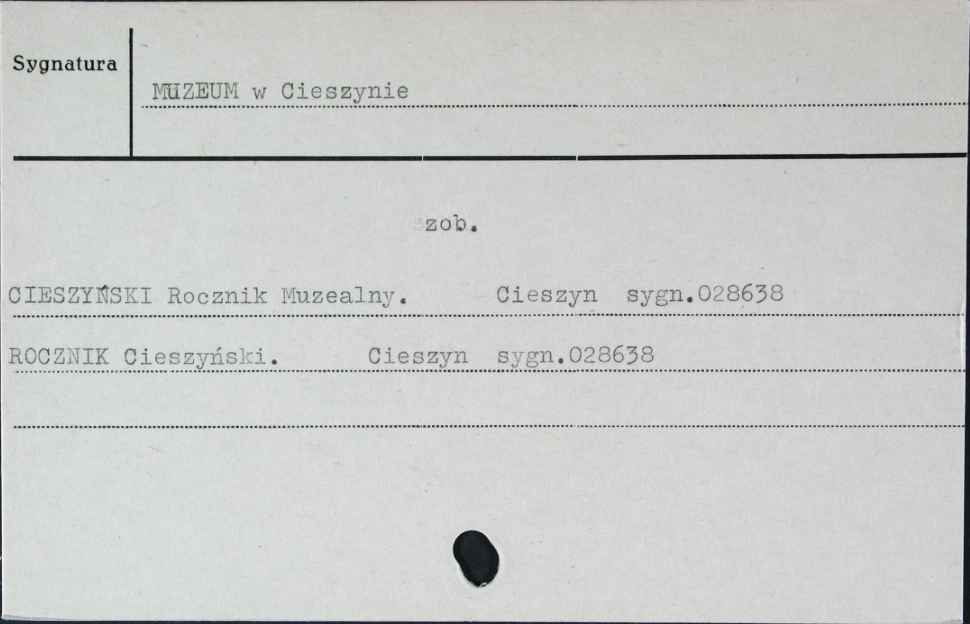 Sygnatura
MUZEUM w Cieszynie
zob.
CIESZYŃSKI Rocznik Muzealny. Cieszyn sygn.028638
ROCZNIK Cieszyński. Cieszyn sygn.028638